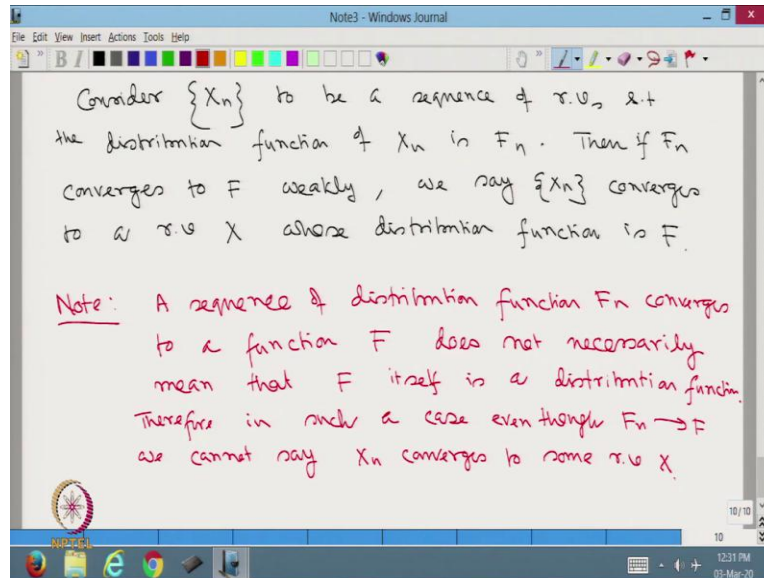 Note3 - Windows Journal
File Edit View Insert Actions Tools Help
Consider {Xn} to be a sequence of r.v.s s.t
the distribution function of Xn is Fn. Then if Fn
converges to F weakly, we say {Xn} converges
to a r.v X whose distribution function is F.
Note: A sequence of distribution function Fn converges
to a function F does not necessarily
mean that F itself is a distribution function.
Therefore in such a case even though Fn → F
we cannot say Xn converges to some r.v X.
10/10
NPTEL
10
12:31 PM
03-Mar-20